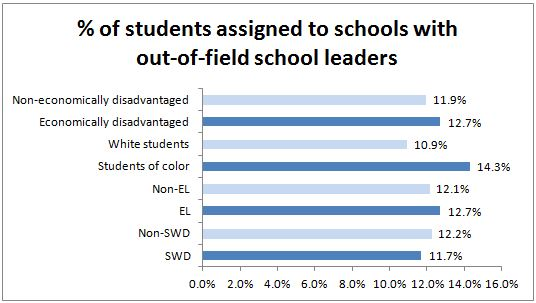 % of students assigned to schools with
out-of-field school leaders
Non-economically disadvantaged 11.9%
Economically disadvantaged 12.7%
White students 10.9%
Students of color 14.3%
Non-EL 12.1%
EL 12.7%
Non-SWD 12.2%
SWD 11.7%
0.0% 2.0% 4.0% 6.0% 8.0% 10.0% 12.0% 14.0% 16.0%